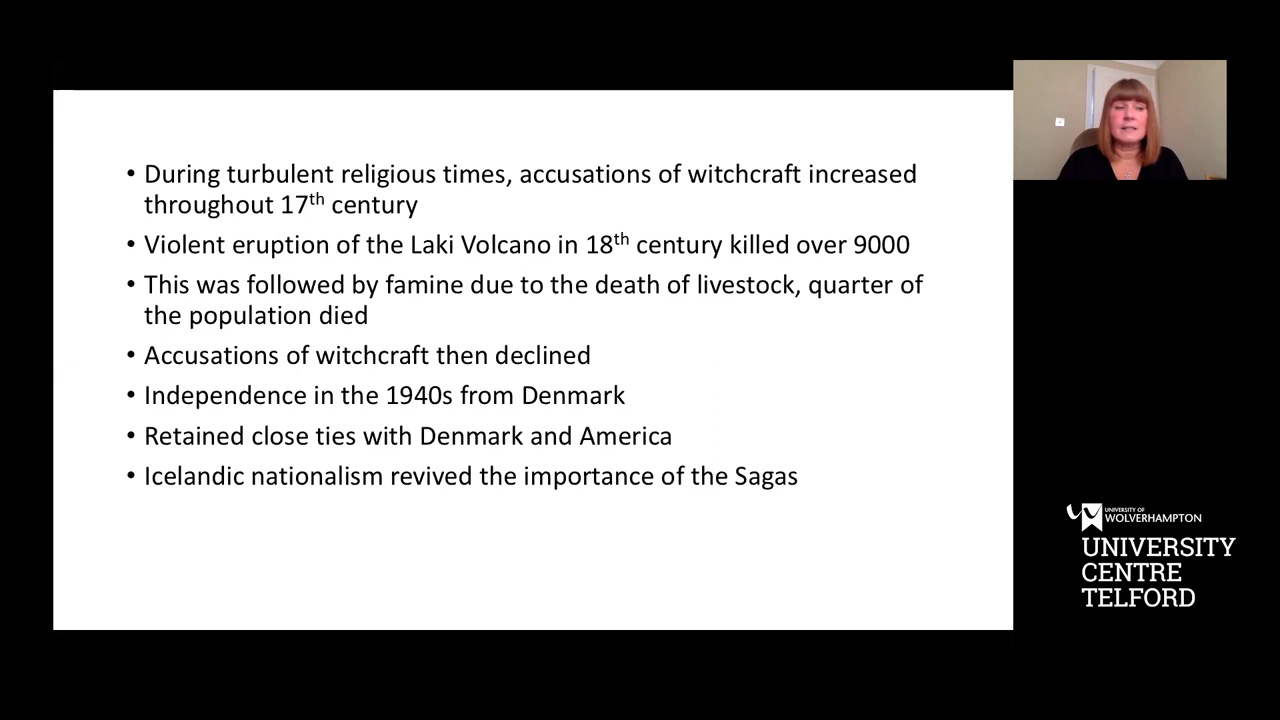 • During turbulent religious times, accusations of witchcraft increased
throughout 17th century
• Violent eruption of the Laki Volcano in 18th century killed over 9000
• This was followed by famine due to the death of livestock, quarter of
the population died
• Accusations of witchcraft then declined
• Independence in the 1940s from Denmark
• Retained close ties with Denmark and America
• Icelandic nationalism revived the importance of the Sagas
UNIVERSITY OF
WOLVERHAMPTON
UNIVERSITY
CENTRE
TELFORD